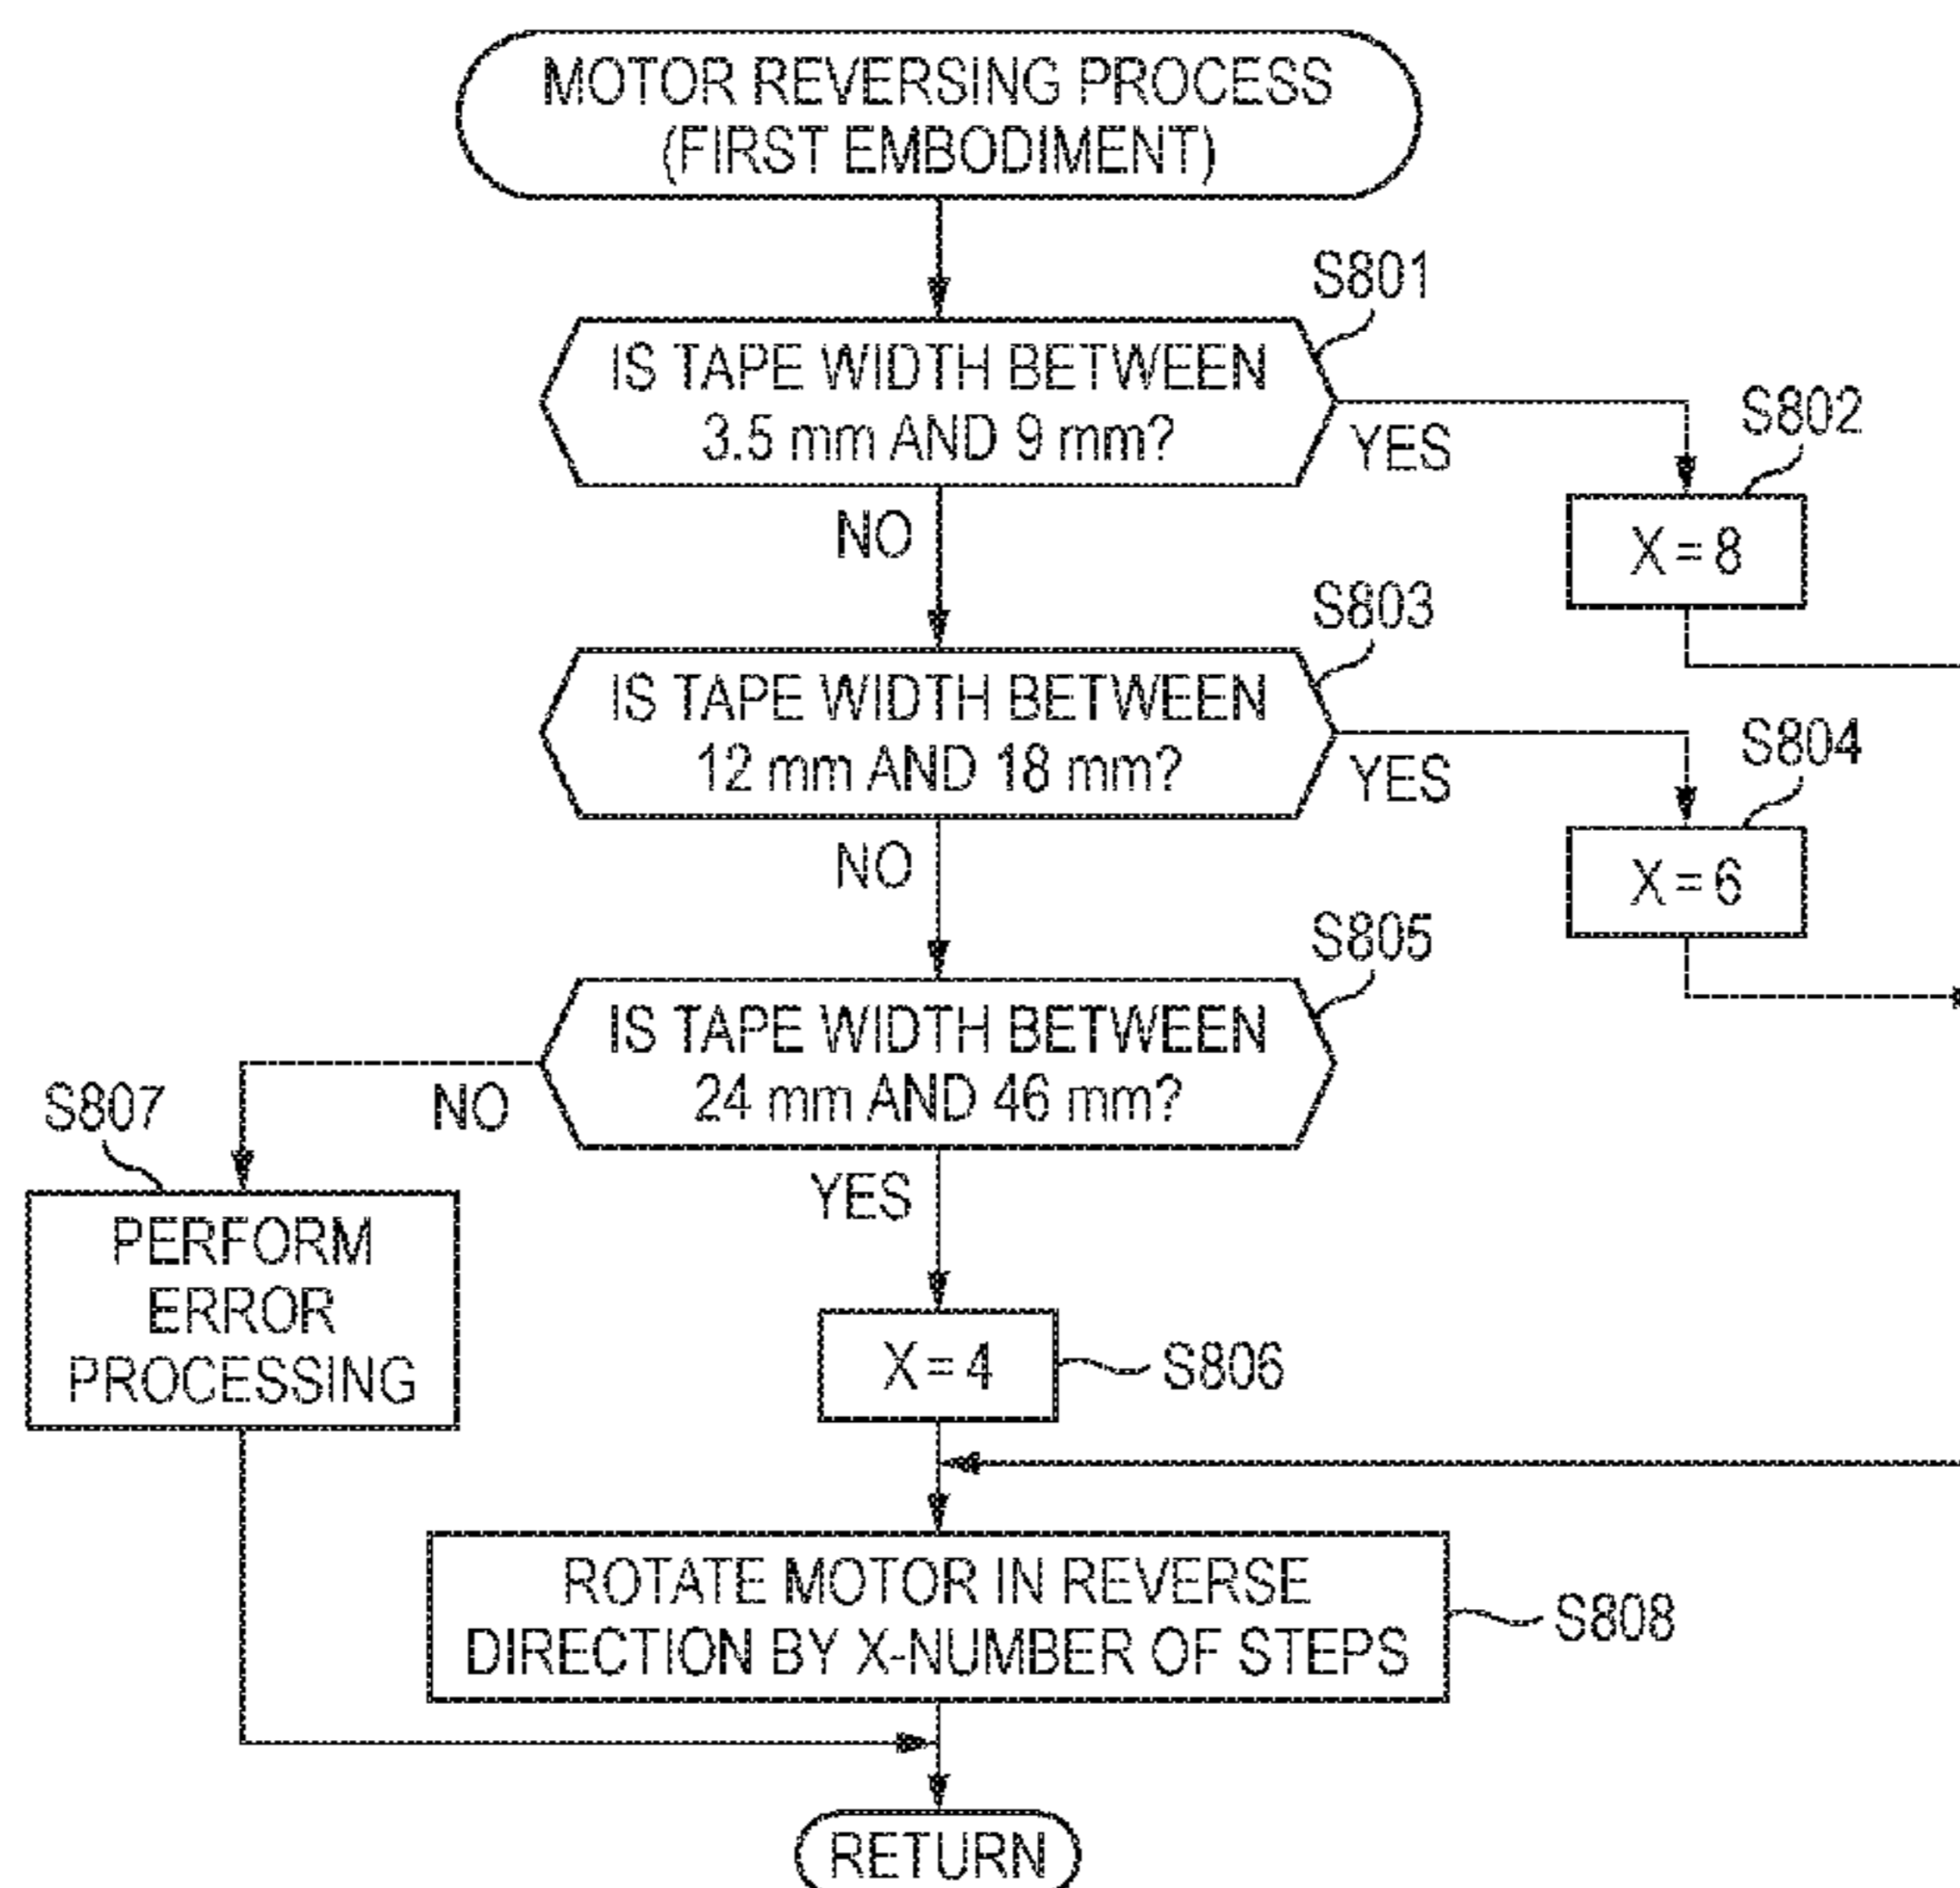 MOTOR REVERSING PROCESS
(FIRST EMBODIMENT)
S801
IS TAPE WIDTH BETWEEN
3.5 mm AND 9 mm?
YES
S802
X = 8
NO
S803
IS TAPE WIDTH BETWEEN
12 mm AND 18 mm?
YES
S804
X = 6
NO
S805
IS TAPE WIDTH BETWEEN
24 mm AND 46 mm?
NO
S807
PERFORM
ERROR
PROCESSING
YES
X = 4
S806
ROTATE MOTOR IN REVERSE
DIRECTION BY X-NUMBER OF STEPS
S808
RETURN